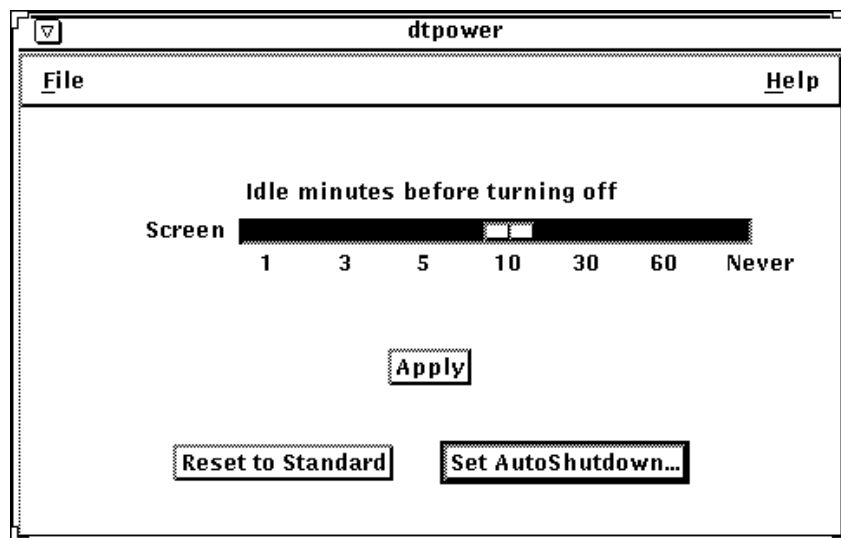 dtpower
File Help
Idle minutes before turning off
Screen
1 3 5 10 30 60 Never
Apply
Reset to Standard Set AutoShutdown...